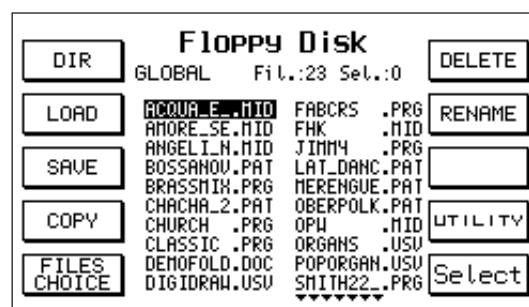 Floppy Disk
GLOBAL Fil.:23 Sel.:0
DIR
LOAD
SAVE
COPY
FILES
CHOICE
ACQUA_E_.MID
AMORE_SE.MID
ANGELI_N.MID
BOSSANOV.PAT
BRASSMIX.PRG
CHACHA_2.PAT
CHURCH .PRG
CLASSIC .PRG
DEMOFOLD.DOC
DIGIDRAW.USV
FABCRS .PRG
FHK .MID
JIMMY .PRG
LAT_DANC.PAT
MERENGUE.PAT
OBERPOLK.PAT
OPW .MID
ORGANS .USV
POPORGAN.USV
SMITH22_.PRG
DELETE
RENAME
UTILITY
Select